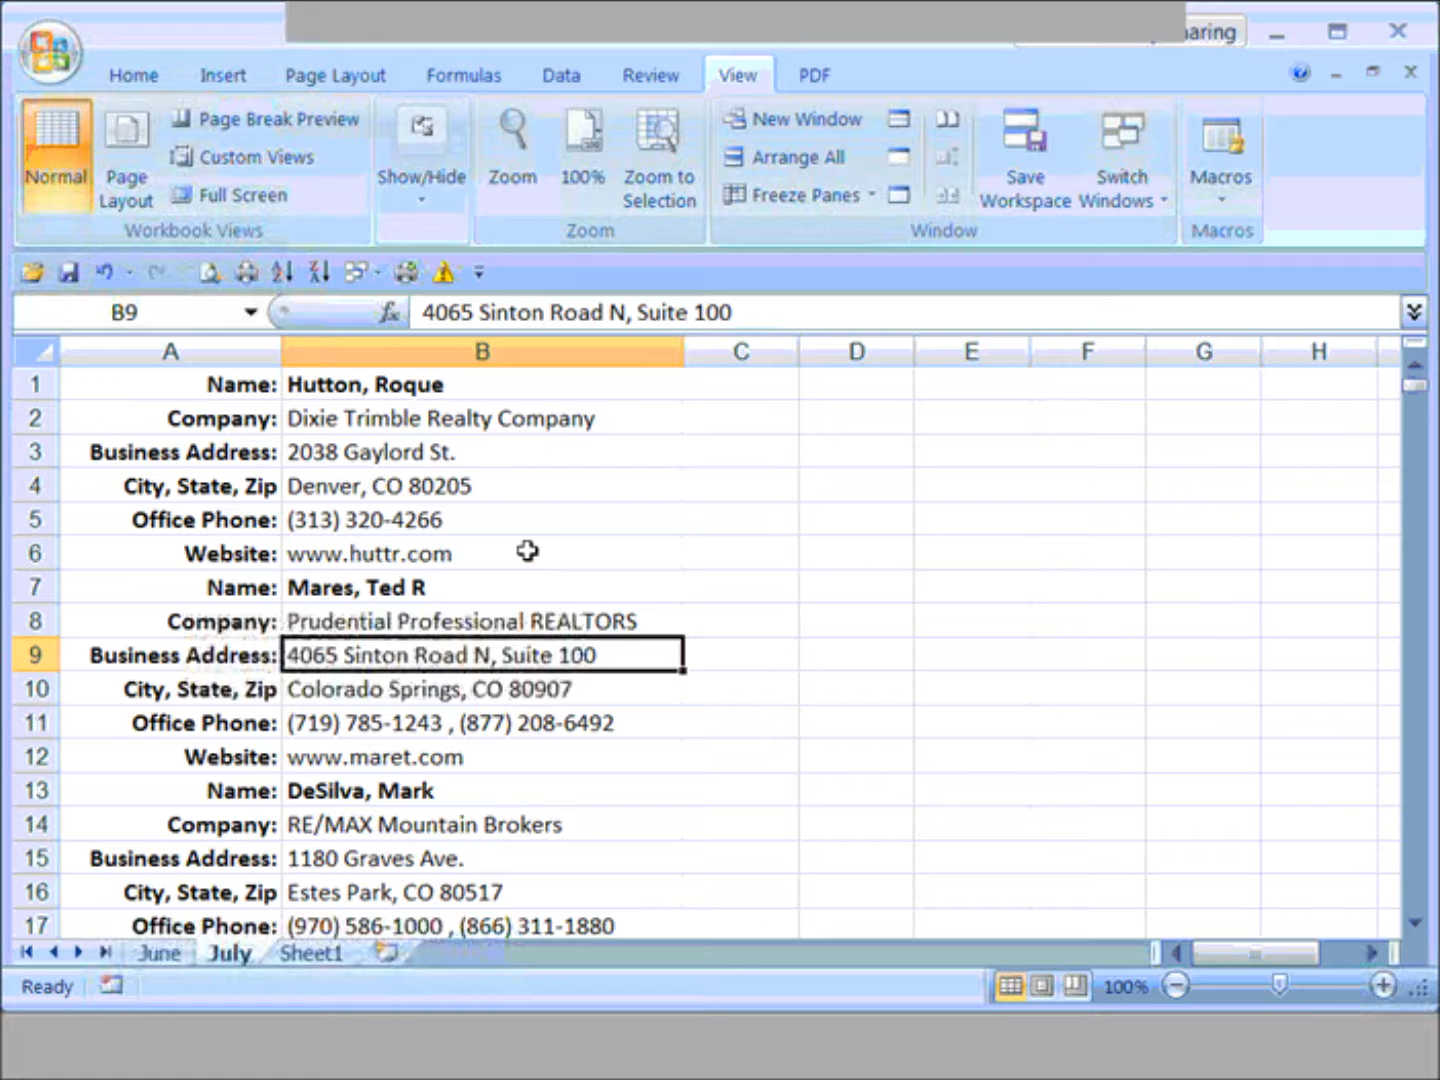 haring
Home Insert Page Layout Formulas Data Review View PDF
Normal
Page Layout
Page Break Preview
Custom Views
Full Screen
Workbook Views
Show/Hide
Zoom
100%
Zoom to Selection
Zoom
New Window
Arrange All
Freeze Panes
Save Workspace
Switch Windows
Window
Macros
Macros
B9 fx 4065 Sinton Road N, Suite 100
A B C D E F G H
1 Name: Hutton, Roque
2 Company: Dixie Trimble Realty Company
3 Business Address: 2038 Gaylord St.
4 City, State, Zip Denver, CO 80205
5 Office Phone: (313) 320-4266
6 Website: www.huttr.com
7 Name: Mares, Ted R
8 Company: Prudential Professional REALTORS
9 Business Address: 4065 Sinton Road N, Suite 100
10 City, State, Zip Colorado Springs, CO 80907
11 Office Phone: (719) 785-1243 , (877) 208-6492
12 Website: www.maret.com
13 Name: DeSilva, Mark
14 Company: RE/MAX Mountain Brokers
15 Business Address: 1180 Graves Ave.
16 City, State, Zip Estes Park, CO 80517
17 Office Phone: (970) 586-1000 , (866) 311-1880
June July Sheet1
Ready 100%